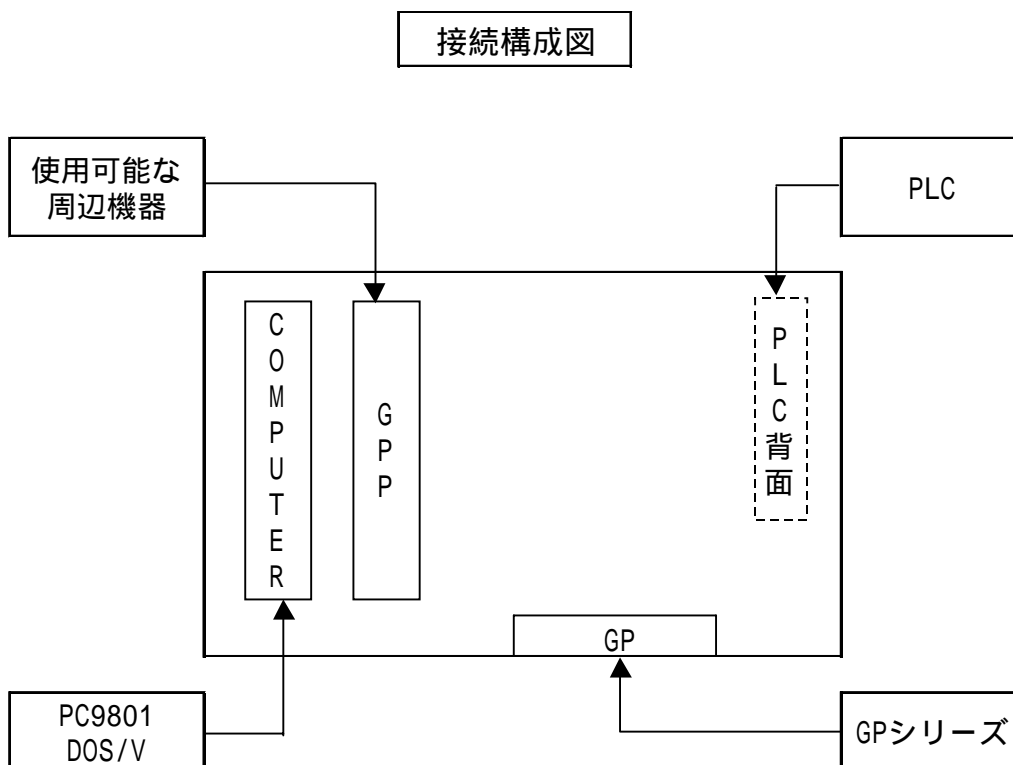 接続構成図
使用可能な
周辺機器
PLC
COMPUTER
GPP
PLC背面
GP
PC9801
DOS/V
GPシリーズ